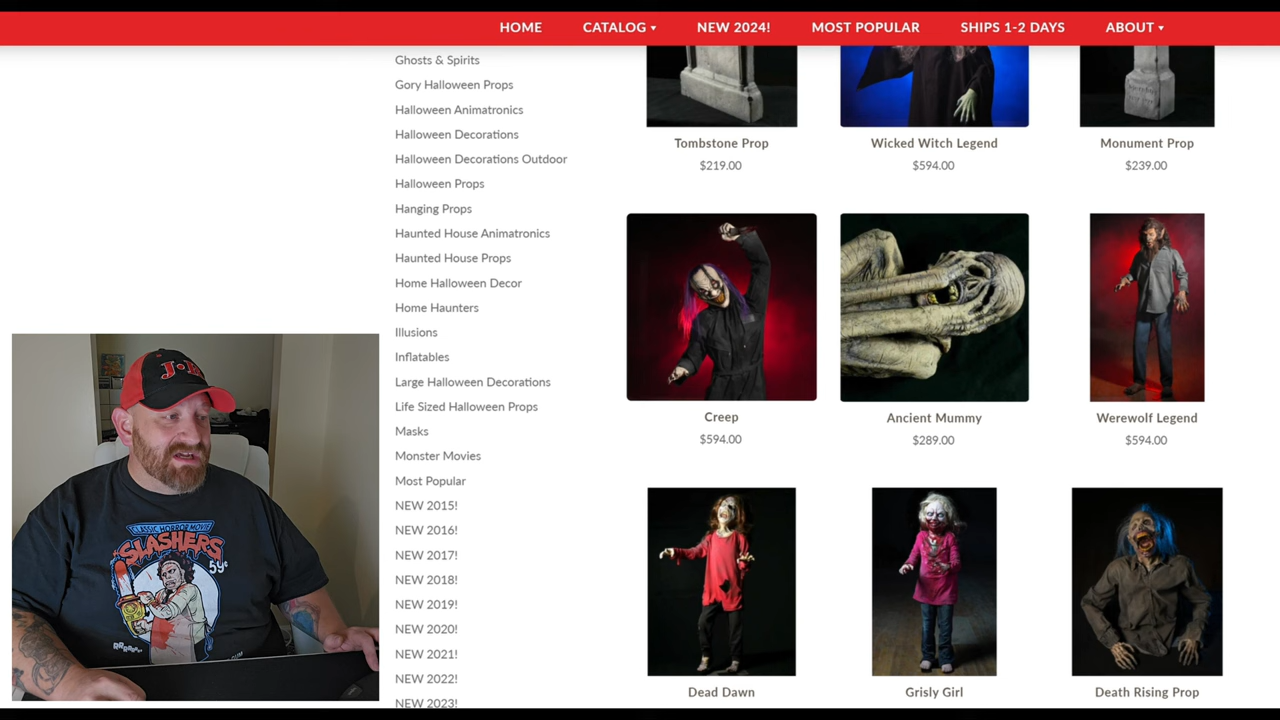 HOME CATALOG ▾ NEW 2024! MOST POPULAR SHIPS 1-2 DAYS ABOUT ▾
Ghosts & Spirits
Gory Halloween Props
Halloween Animatronics
Halloween Decorations
Halloween Decorations Outdoor
Halloween Props
Hanging Props
Haunted House Animatronics
Haunted House Props
Home Halloween Decor
Home Haunters
Illusions
Inflatables
Large Halloween Decorations
Life Sized Halloween Props
Masks
Monster Movies
Most Popular
NEW 2015!
NEW 2016!
NEW 2017!
NEW 2018!
NEW 2019!
NEW 2020!
NEW 2021!
NEW 2022!
NEW 2023!
Tombstone Prop
$219.00
Wicked Witch Legend
$594.00
Monument Prop
$239.00
Creep
$594.00
Ancient Mummy
$289.00
Werewolf Legend
$594.00
Dead Dawn
Grisly Girl
Death Rising Prop
CLASSIC HORROR MOVIE
SLASHERS
59¢